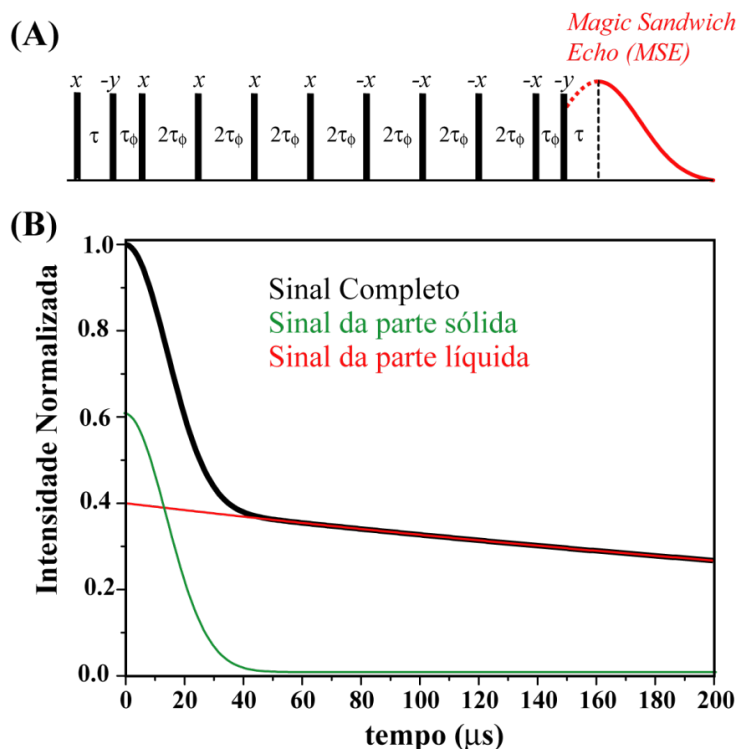 (A)
Magic Sandwich
Echo (MSE)
x -y x x x x -x -x -x -x -y
τ τϕ 2τϕ 2τϕ 2τϕ 2τϕ 2τϕ 2τϕ 2τϕ τϕ τ
(B)
Intensidade Normalizada
1.0
0.8
0.6
0.4
0.2
0.0
Sinal Completo
Sinal da parte sólida
Sinal da parte líquida
0 20 40 60 80 100 120 140 160 180 200
tempo (μs)